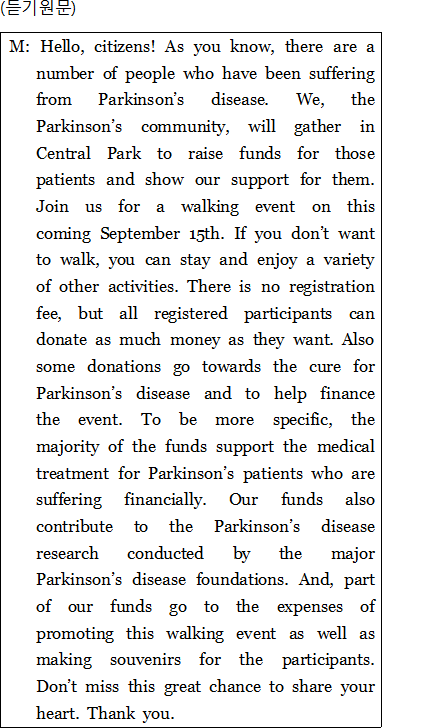 (듣기원문)
M: Hello, citizens! As you know, there are a
number of people who have been suffering
from Parkinson's disease. We, the
Parkinson's community, will gather in
Central Park to raise funds for those
patients and show our support for them.
Join us for a walking event on this
coming September 15th. If you don't want
to walk, you can stay and enjoy a variety
of other activities. There is no registration
fee, but all registered participants can
donate as much money as they want. Also
some donations go towards the cure for
Parkinson's disease and to help finance
the event. To be more specific, the
majority of the funds support the medical
treatment for Parkinson's patients who are
suffering financially. Our funds also
contribute to the Parkinson's disease
research conducted by the major
Parkinson's disease foundations. And, part
of our funds go to the expenses of
promoting this walking event as well as
making souvenirs for the participants.
Don't miss this great chance to share your
heart. Thank you.